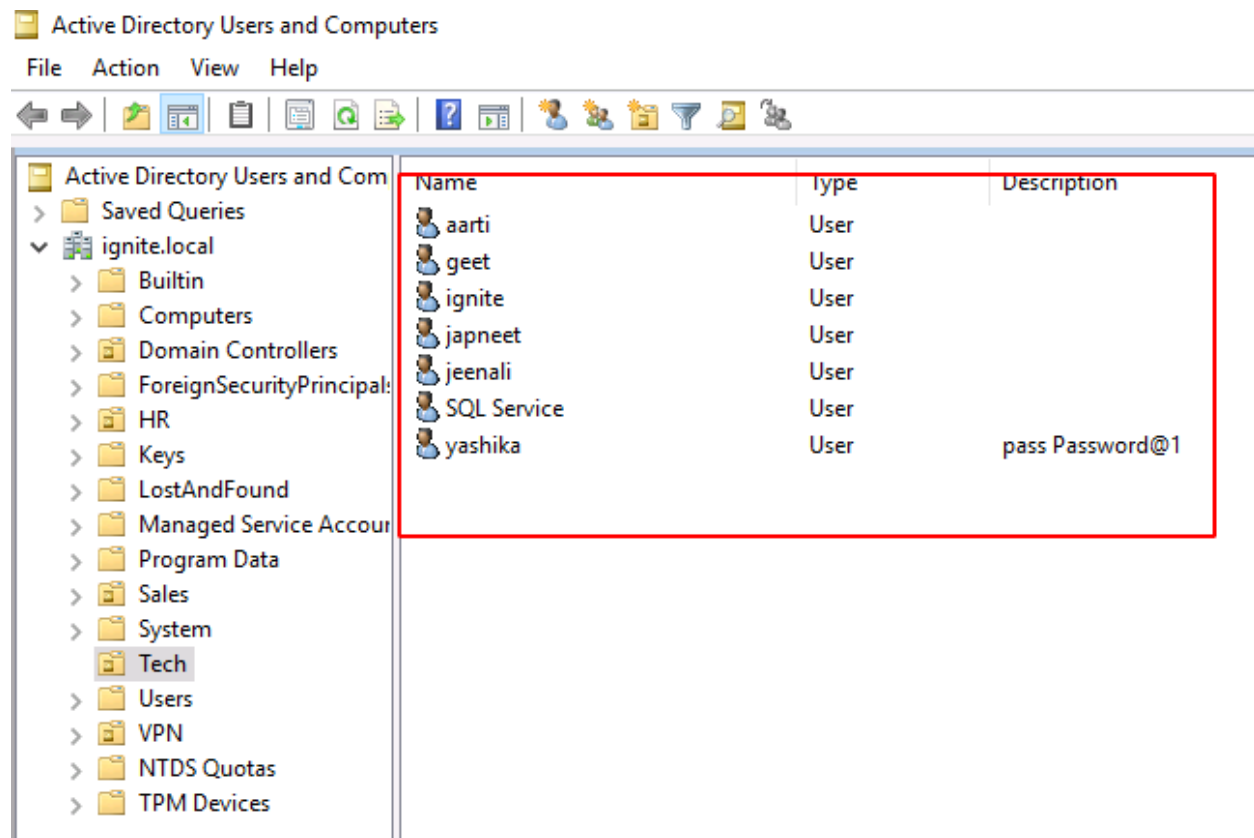 Active Directory Users and Computers
File Action View Help
Active Directory Users and Com
Saved Queries
ignite.local
Builtin
Computers
Domain Controllers
ForeignSecurityPrincipals
HR
Keys
LostAndFound
Managed Service Accour
Program Data
Sales
System
Tech
Users
VPN
NTDS Quotas
TPM Devices
Name Type Description
aarti User
geet User
ignite User
japneet User
jeenali User
SQL Service User
yashika User pass Password@1